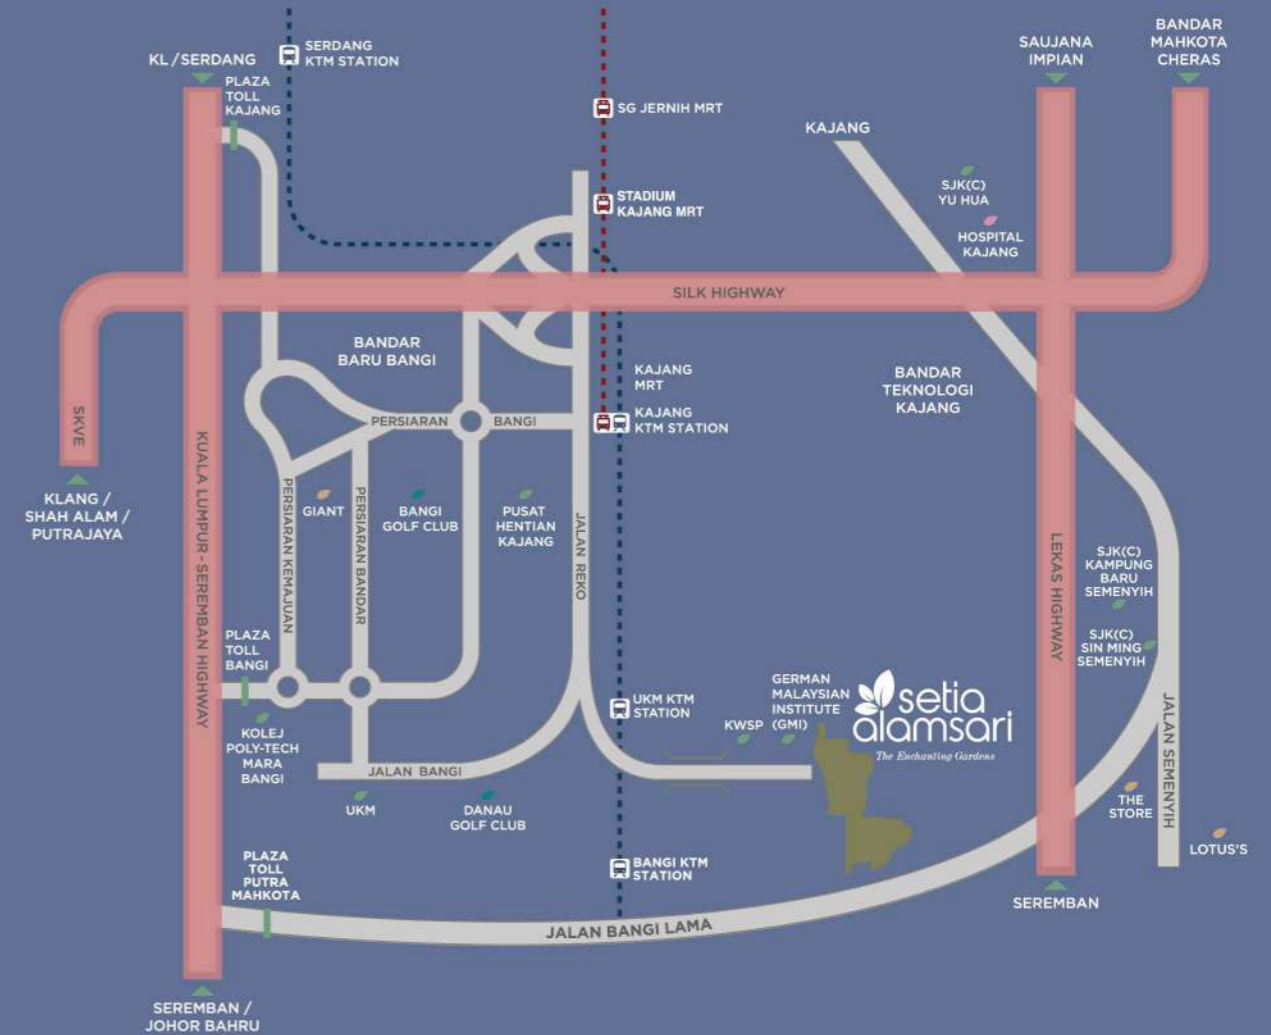 BANDAR
MAHKOTA
CHERAS
SAUJANA
IMPIAN
SERDANG
KTM STATION
KL/SERDANG
PLAZA
TOLL
KAJANG
SG JERNIH MRT
KAJANG
SJK(C)
YU HUA
STADIUM
KAJANG MRT
HOSPITAL
KAJANG
SILK HIGHWAY
BANDAR
BARU BANGI
KAJANG
MRT
BANDAR
TEKNOLOGI
KAJANG
SKVE
PERSIARAN
BANGI
KAJANG
KTM STATION
KUALA LUMPUR - SEREMBAN HIGHWAY
KLANG /
SHAH ALAM /
PUTRAJAYA
PERSIARAN KEMAJUAN
GIANT
PERSIARAN BANDAR
BANGI
GOLF CLUB
PUSAT
HENTIAN
KAJANG
JALAN REKO
LEKAS HIGHWAY
SJK(C)
KAMPUNG
BARU
SEMENYIH
SJK(C)
SIN MING
SEMENYIH
PLAZA
TOLL
BANGI
GERMAN
MALAYSIAN
INSTITUTE
(GMI)
setia
alamsari
The Enchanting Gardens
UKM KTM
STATION
KWSP
JALAN SEMENYIH
KOLEJ
POLY-TECH
MARA
BANGI
JALAN BANGI
UKM
DANAU
GOLF CLUB
THE
STORE
LOTUS'S
PLAZA
TOLL
PUTRA
MAHKOTA
BANGI KTM
STATION
SEREMBAN
JALAN BANGI LAMA
SEREMBAN /
JOHOR BAHRU